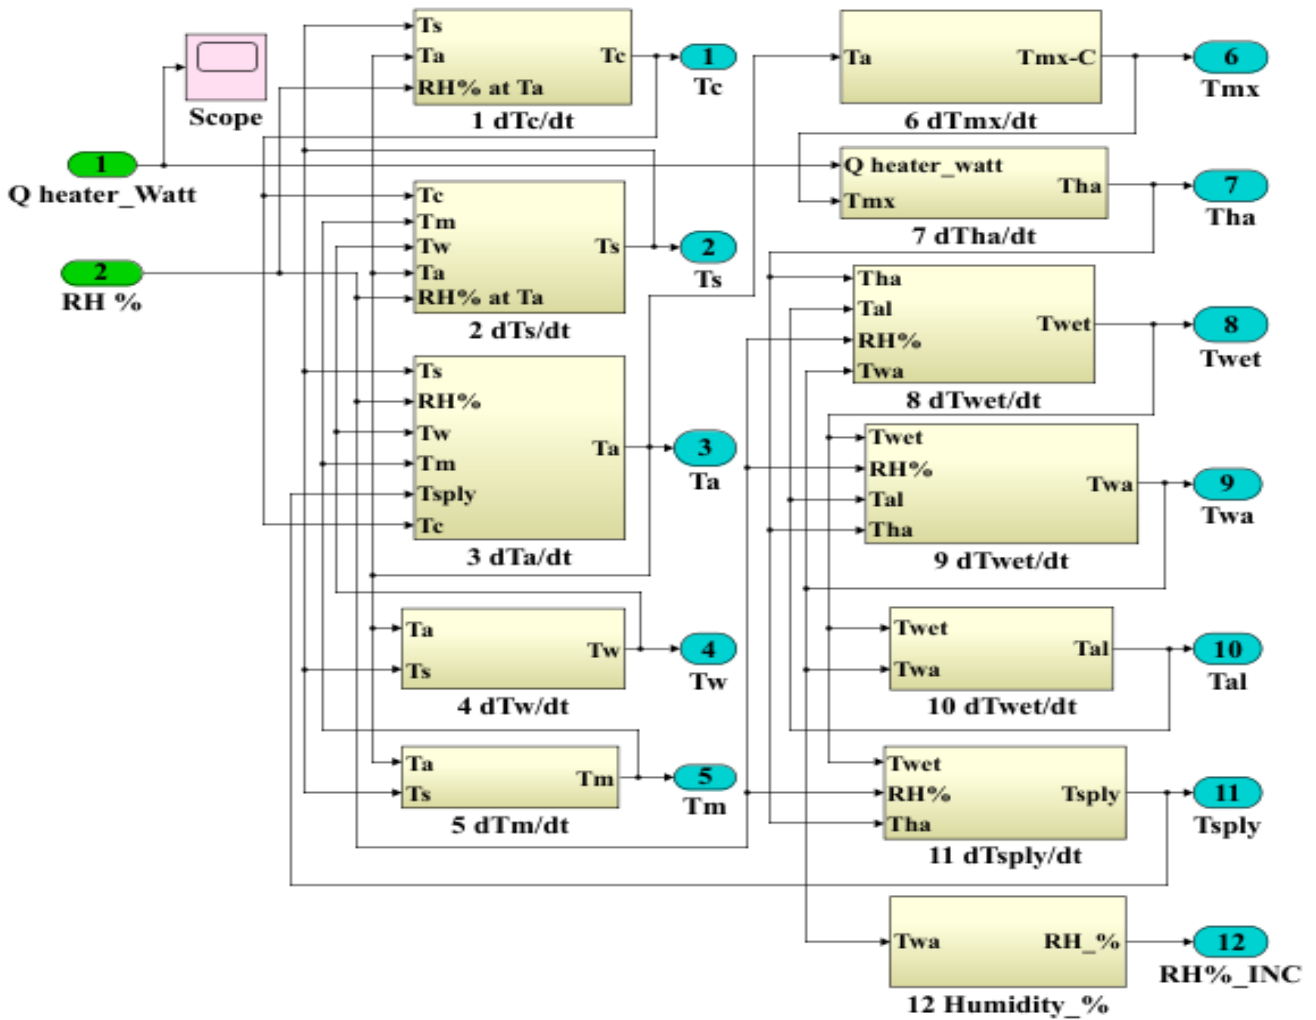 Scope
1
Q heater_Watt
2
RH %
Ts
Ta
RH% at Ta
Tc
1 dTc/dt
1
Tc
Tc
Tm
Tw
Ta
RH% at Ta
Ts
2 dTs/dt
2
Ts
Ts
RH%
Tw
Tm
Tsply
Tc
Ta
3 dTa/dt
3
Ta
Ta
Ts
Tw
4 dTw/dt
4
Tw
Ta
Ts
Tm
5 dTm/dt
5
Tm
Ta
Tmx-C
6 dTmx/dt
6
Tmx
Q heater_watt
Tmx
Tha
7 dTha/dt
7
Tha
Tha
Tal
RH%
Twa
Twet
8 dTwet/dt
8
Twet
Twet
RH%
Tal
Tha
Twa
9 dTwet/dt
9
Twa
Twet
Twa
Tal
10 dTwet/dt
10
Tal
Twet
RH%
Tha
Tsply
11 dTsply/dt
11
Tsply
Twa
RH_%
12 Humidity_%
12
RH%_INC